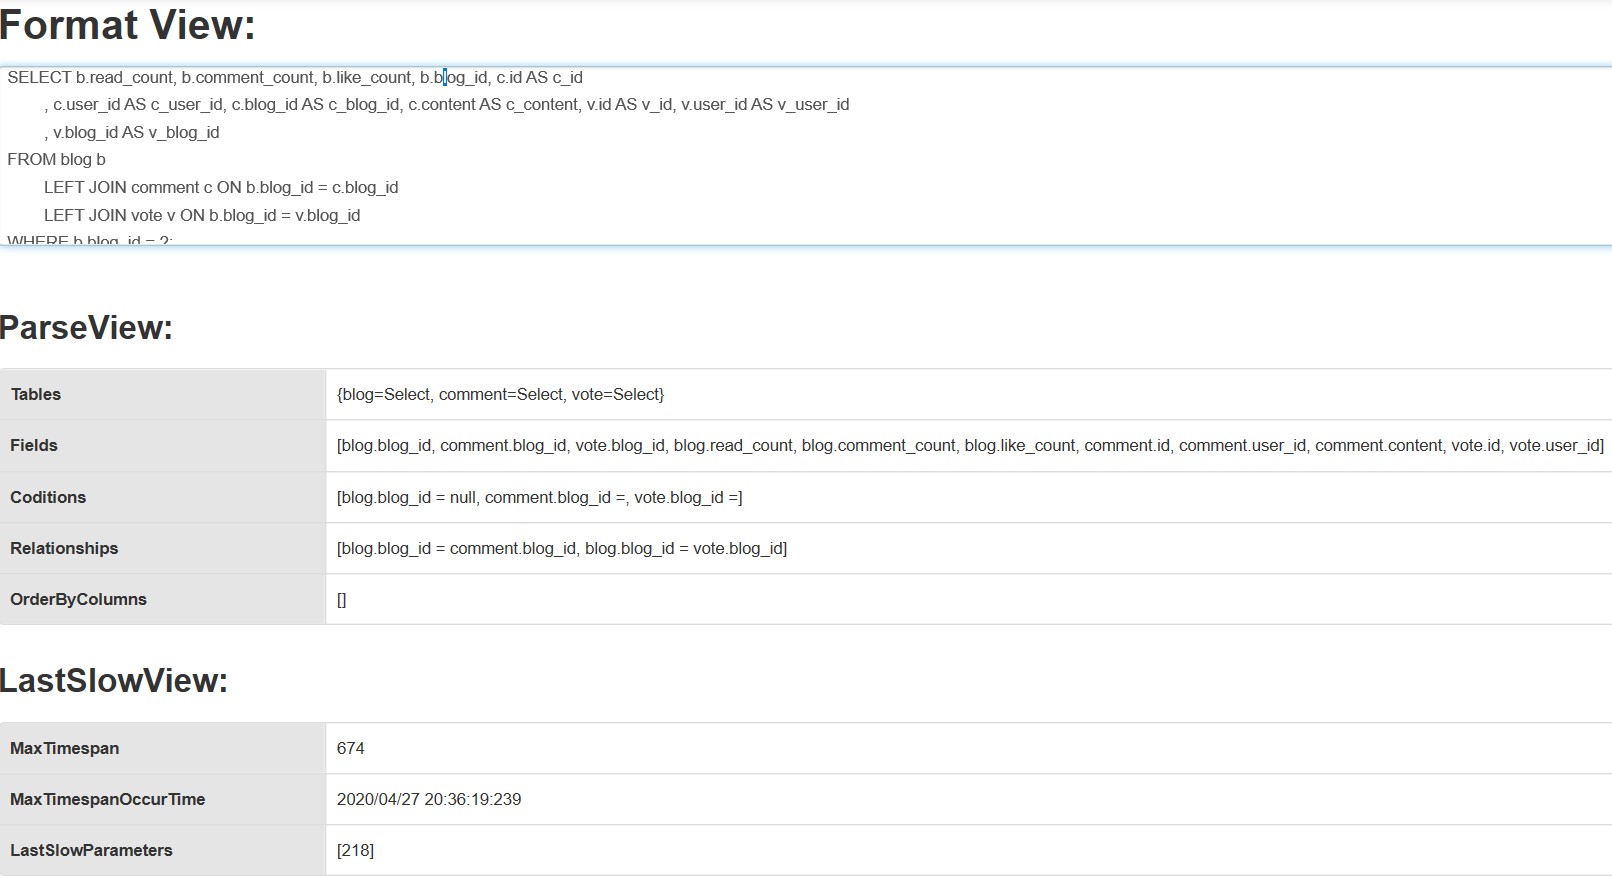 Format View:
SELECT b.read_count, b.comment_count, b.like_count, b.blog_id, c.id AS c_id
, c.user_id AS c_user_id, c.blog_id AS c_blog_id, c.content AS c_content, v.id AS v_id, v.user_id AS v_user_id
, v.blog_id AS v_blog_id
FROM blog b
LEFT JOIN comment c ON b.blog_id = c.blog_id
LEFT JOIN vote v ON b.blog_id = v.blog_id
WHERE b.blog_id = ?;
ParseView:
Tables {blog=Select, comment=Select, vote=Select}
Fields [blog.blog_id, comment.blog_id, vote.blog_id, blog.read_count, blog.comment_count, blog.like_count, comment.id, comment.user_id, comment.content, vote.id, vote.user_id]
Coditions [blog.blog_id = null, comment.blog_id =, vote.blog_id =]
Relationships [blog.blog_id = comment.blog_id, blog.blog_id = vote.blog_id]
OrderByColumns []
LastSlowView:
MaxTimespan 674
MaxTimespanOccurTime 2020/04/27 20:36:19:239
LastSlowParameters [218]